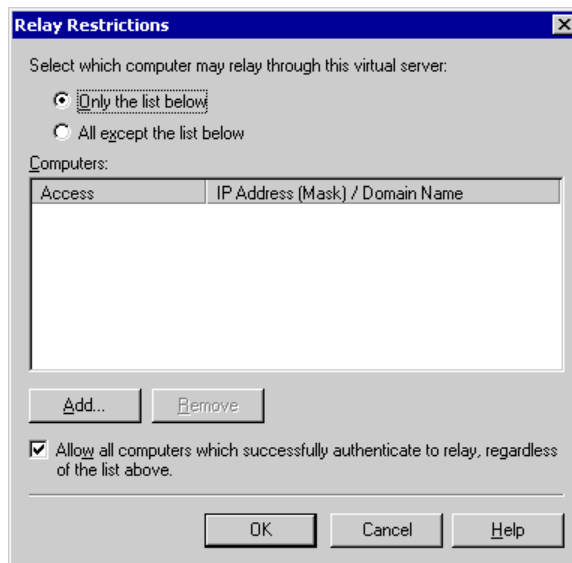 Relay Restrictions
Select which computer may relay through this virtual server:
Only the list below
All except the list below
Computers:
Access IP Address (Mask) / Domain Name
Add... Remove
Allow all computers which successfully authenticate to relay, regardless
of the list above.
OK Cancel Help